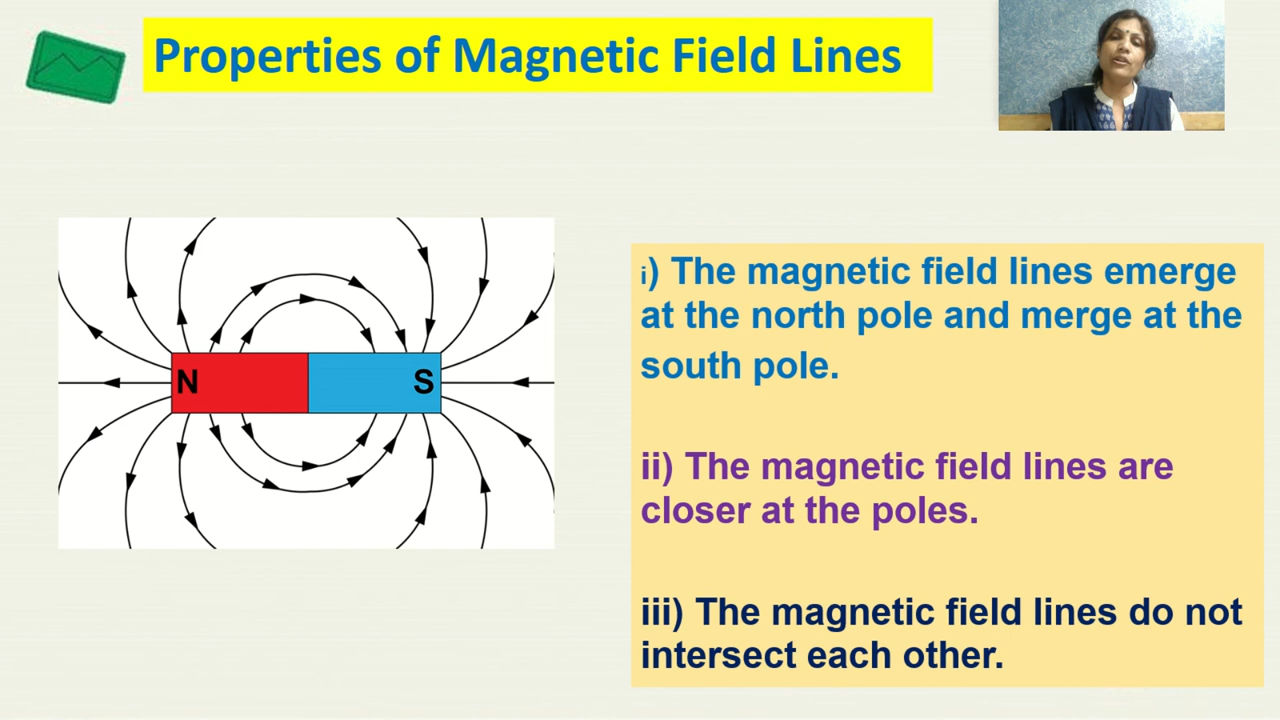 Properties of Magnetic Field Lines
N
S
i) The magnetic field lines emerge
at the north pole and merge at the
south pole.
ii) The magnetic field lines are
closer at the poles.
iii) The magnetic field lines do not
intersect each other.